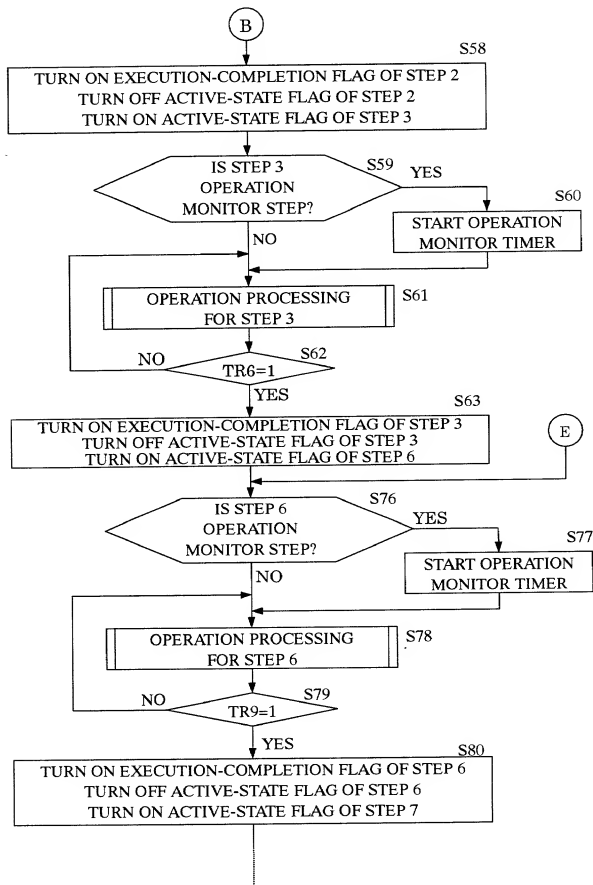 B
S58
TURN ON EXECUTION-COMPLETION FLAG OF STEP 2
TURN OFF ACTIVE-STATE FLAG OF STEP 2
TURN ON ACTIVE-STATE FLAG OF STEP 3
S59
IS STEP 3
OPERATION
MONITOR STEP?
YES
S60
START OPERATION
MONITOR TIMER
NO
S61
OPERATION PROCESSING
FOR STEP 3
S62
NO
TR6=1
YES
S63
TURN ON EXECUTION-COMPLETION FLAG OF STEP 3
TURN OFF ACTIVE-STATE FLAG OF STEP 3
TURN ON ACTIVE-STATE FLAG OF STEP 6
E
S76
IS STEP 6
OPERATION
MONITOR STEP?
YES
S77
START OPERATION
MONITOR TIMER
NO
S78
OPERATION PROCESSING
FOR STEP 6
S79
NO
TR9=1
YES
S80
TURN ON EXECUTION-COMPLETION FLAG OF STEP 6
TURN OFF ACTIVE-STATE FLAG OF STEP 6
TURN ON ACTIVE-STATE FLAG OF STEP 7